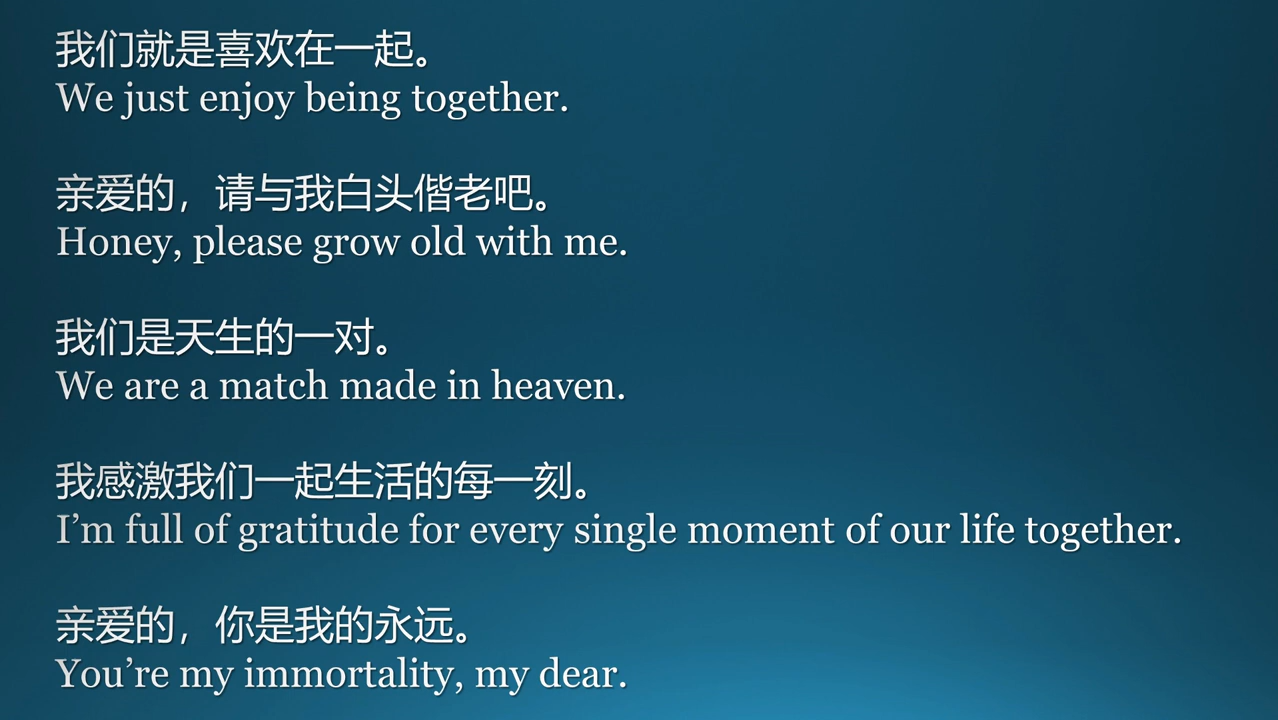 我们就是喜欢在一起。
We just enjoy being together.
亲爱的，请与我白头偕老吧。
Honey, please grow old with me.
我们是天生的一对。
We are a match made in heaven.
我感激我们一起生活的每一刻。
I’m full of gratitude for every single moment of our life together.
亲爱的，你是我的永远。
You’re my immortality, my dear.